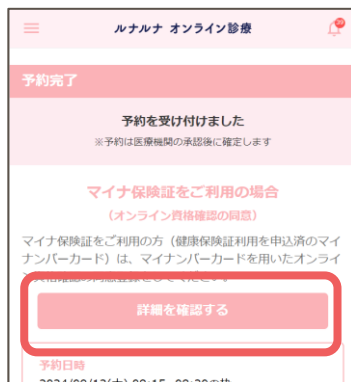 ルナルナ オンライン診療
予約完了
予約を受け付けました
※予約は医療機関の承認後に確定します
マイナ保険証をご利用の場合
(オンライン資格確認の同意)
マイナ保険証をご利用の方（健康保険証利用を申込済のマイ
ナンバーカード）は、マイナンバーカードを用いたオンライ
詳細を確認する
予約日時